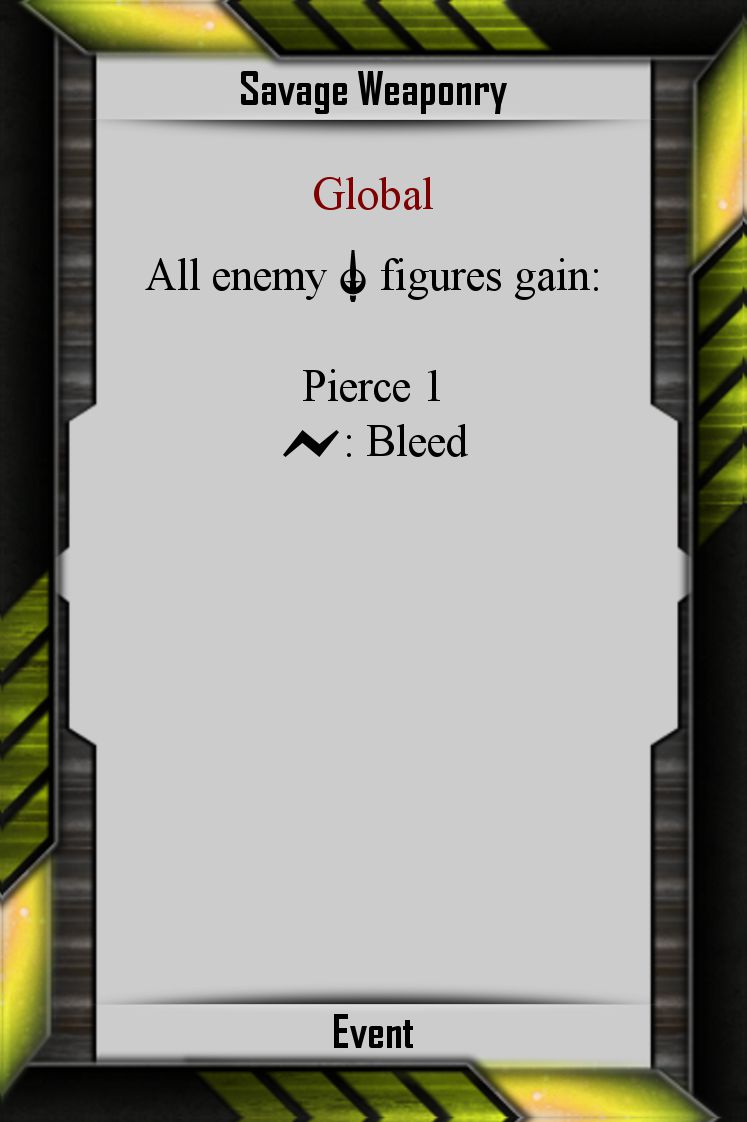 Savage Weaponry
Global
All enemy figures gain:
Pierce 1
: Bleed
Event